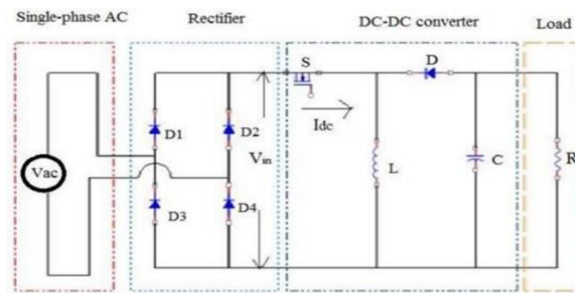 Single-phase AC
Rectifier
DC-DC converter
Load
S
D
D1
D2
Idc
Vin
Vac
L
C
R
D3
D4